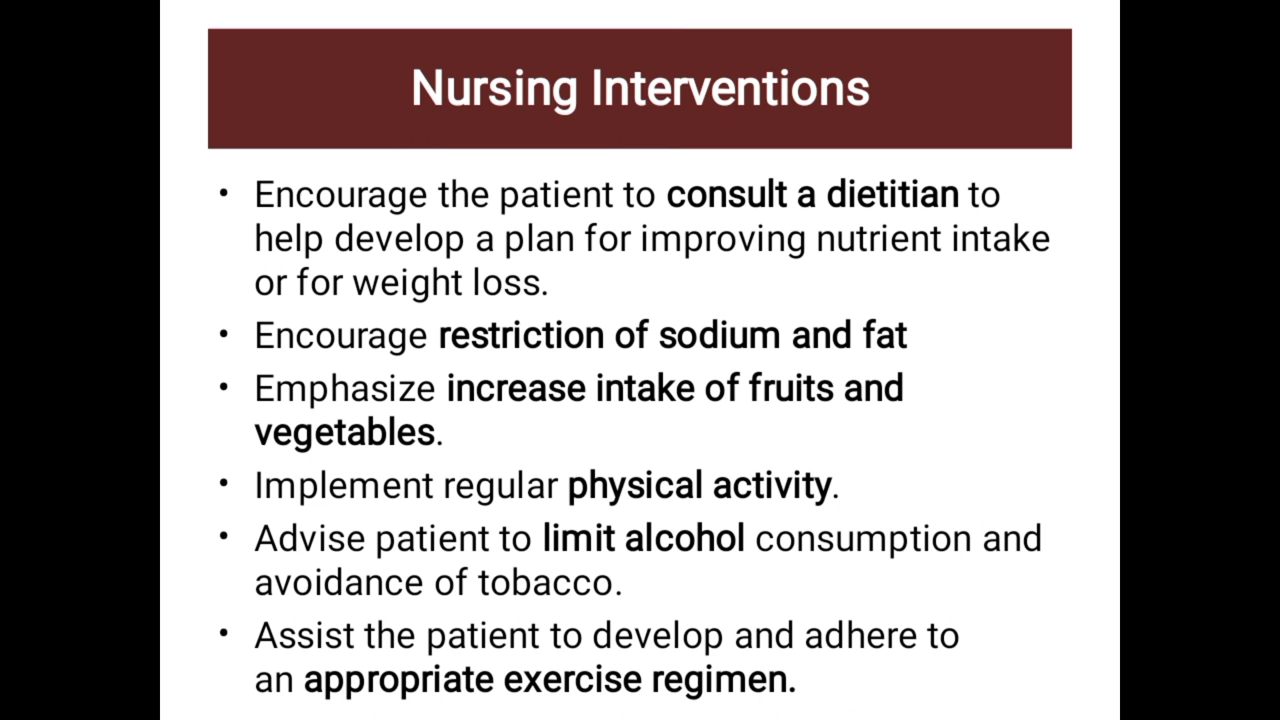 Nursing Interventions
• Encourage the patient to consult a dietitian to
help develop a plan for improving nutrient intake
or for weight loss.
• Encourage restriction of sodium and fat
• Emphasize increase intake of fruits and
vegetables.
• Implement regular physical activity.
• Advise patient to limit alcohol consumption and
avoidance of tobacco.
• Assist the patient to develop and adhere to
an appropriate exercise regimen.